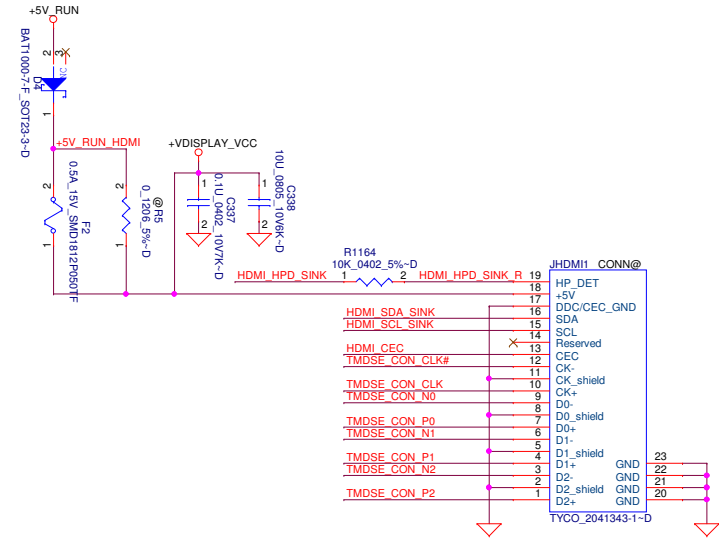 +5V_RUN
2
3
NC
D4
BAT1000-7-F_SOT23-3~D
1
+5V_RUN_HDMI
+VDISPLAY_VCC
2
1
F2
0.5A_15V_SMD1812P050TF
2
1
@R5
0_1206_5%~D
1
2
C337
0.1U_0402_10V7K~D
1
2
C338
10U_0805_10V6K~D
R1164
10K_0402_5%~D
HDMI_HPD_SINK 1 2 HDMI_HPD_SINK_R
JHDMI1 CONN@
19 HP_DET
18 +5V
17 DDC/CEC_GND
HDMI_SDA_SINK 16 SDA
HDMI_SCL_SINK 15 SCL
14 Reserved
HDMI_CEC 13 CEC
TMDSE_CON_CLK# 12 CK-
11 CK_shield
TMDSE_CON_CLK 10 CK+
TMDSE_CON_N0 9 D0-
8 D0_shield
TMDSE_CON_P0 7 D0+
TMDSE_CON_N1 6 D1-
5 D1_shield
TMDSE_CON_P1 4 D1+ GND 23
TMDSE_CON_N2 3 D2- GND 22
2 D2_shield GND 21
TMDSE_CON_P2 1 D2+ GND 20
TYCO_2041343-1~D